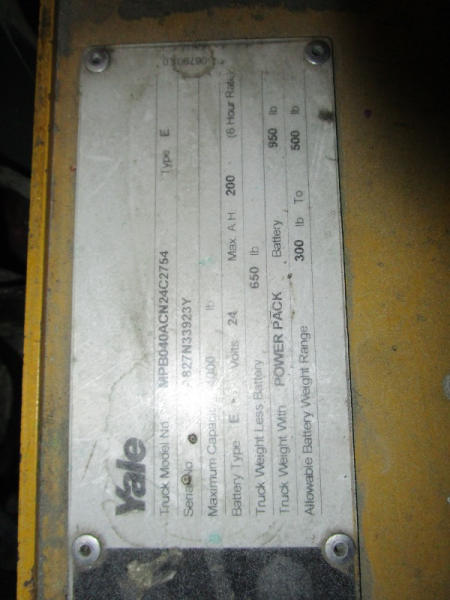 Yale
Truck Model No. MPB040ACN24C2754 Type E
Serial No. A827N33923Y
Maximum Capacity 4000 lb
Battery Type E Volts 24 Max. A H 200 (6 Hour Rate)
Truck Weight Less Battery 650 lb
Truck Weight With POWER PACK Battery 950 lb
Allowable Battery Weight Range 300 lb To 500 lb